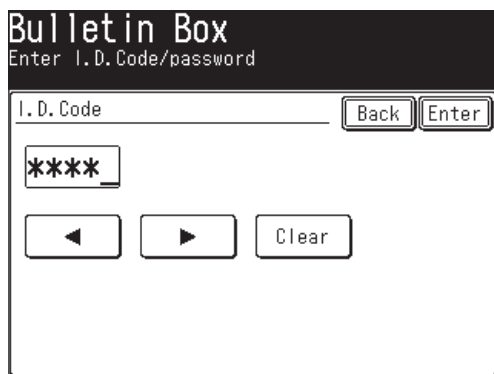 Bulletin Box
Enter I.D.Code/password
I.D.Code
Back Enter
****_
◄ ► Clear